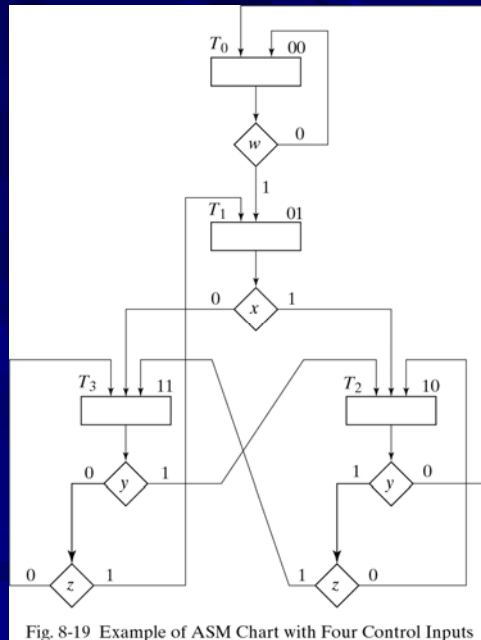 T0 00
w 0
1
T1 01
0 x 1
T3 11 T2 10
0 y 1 1 y 0
0 z 1 1 z 0
Fig. 8-19 Example of ASM Chart with Four Control Inputs